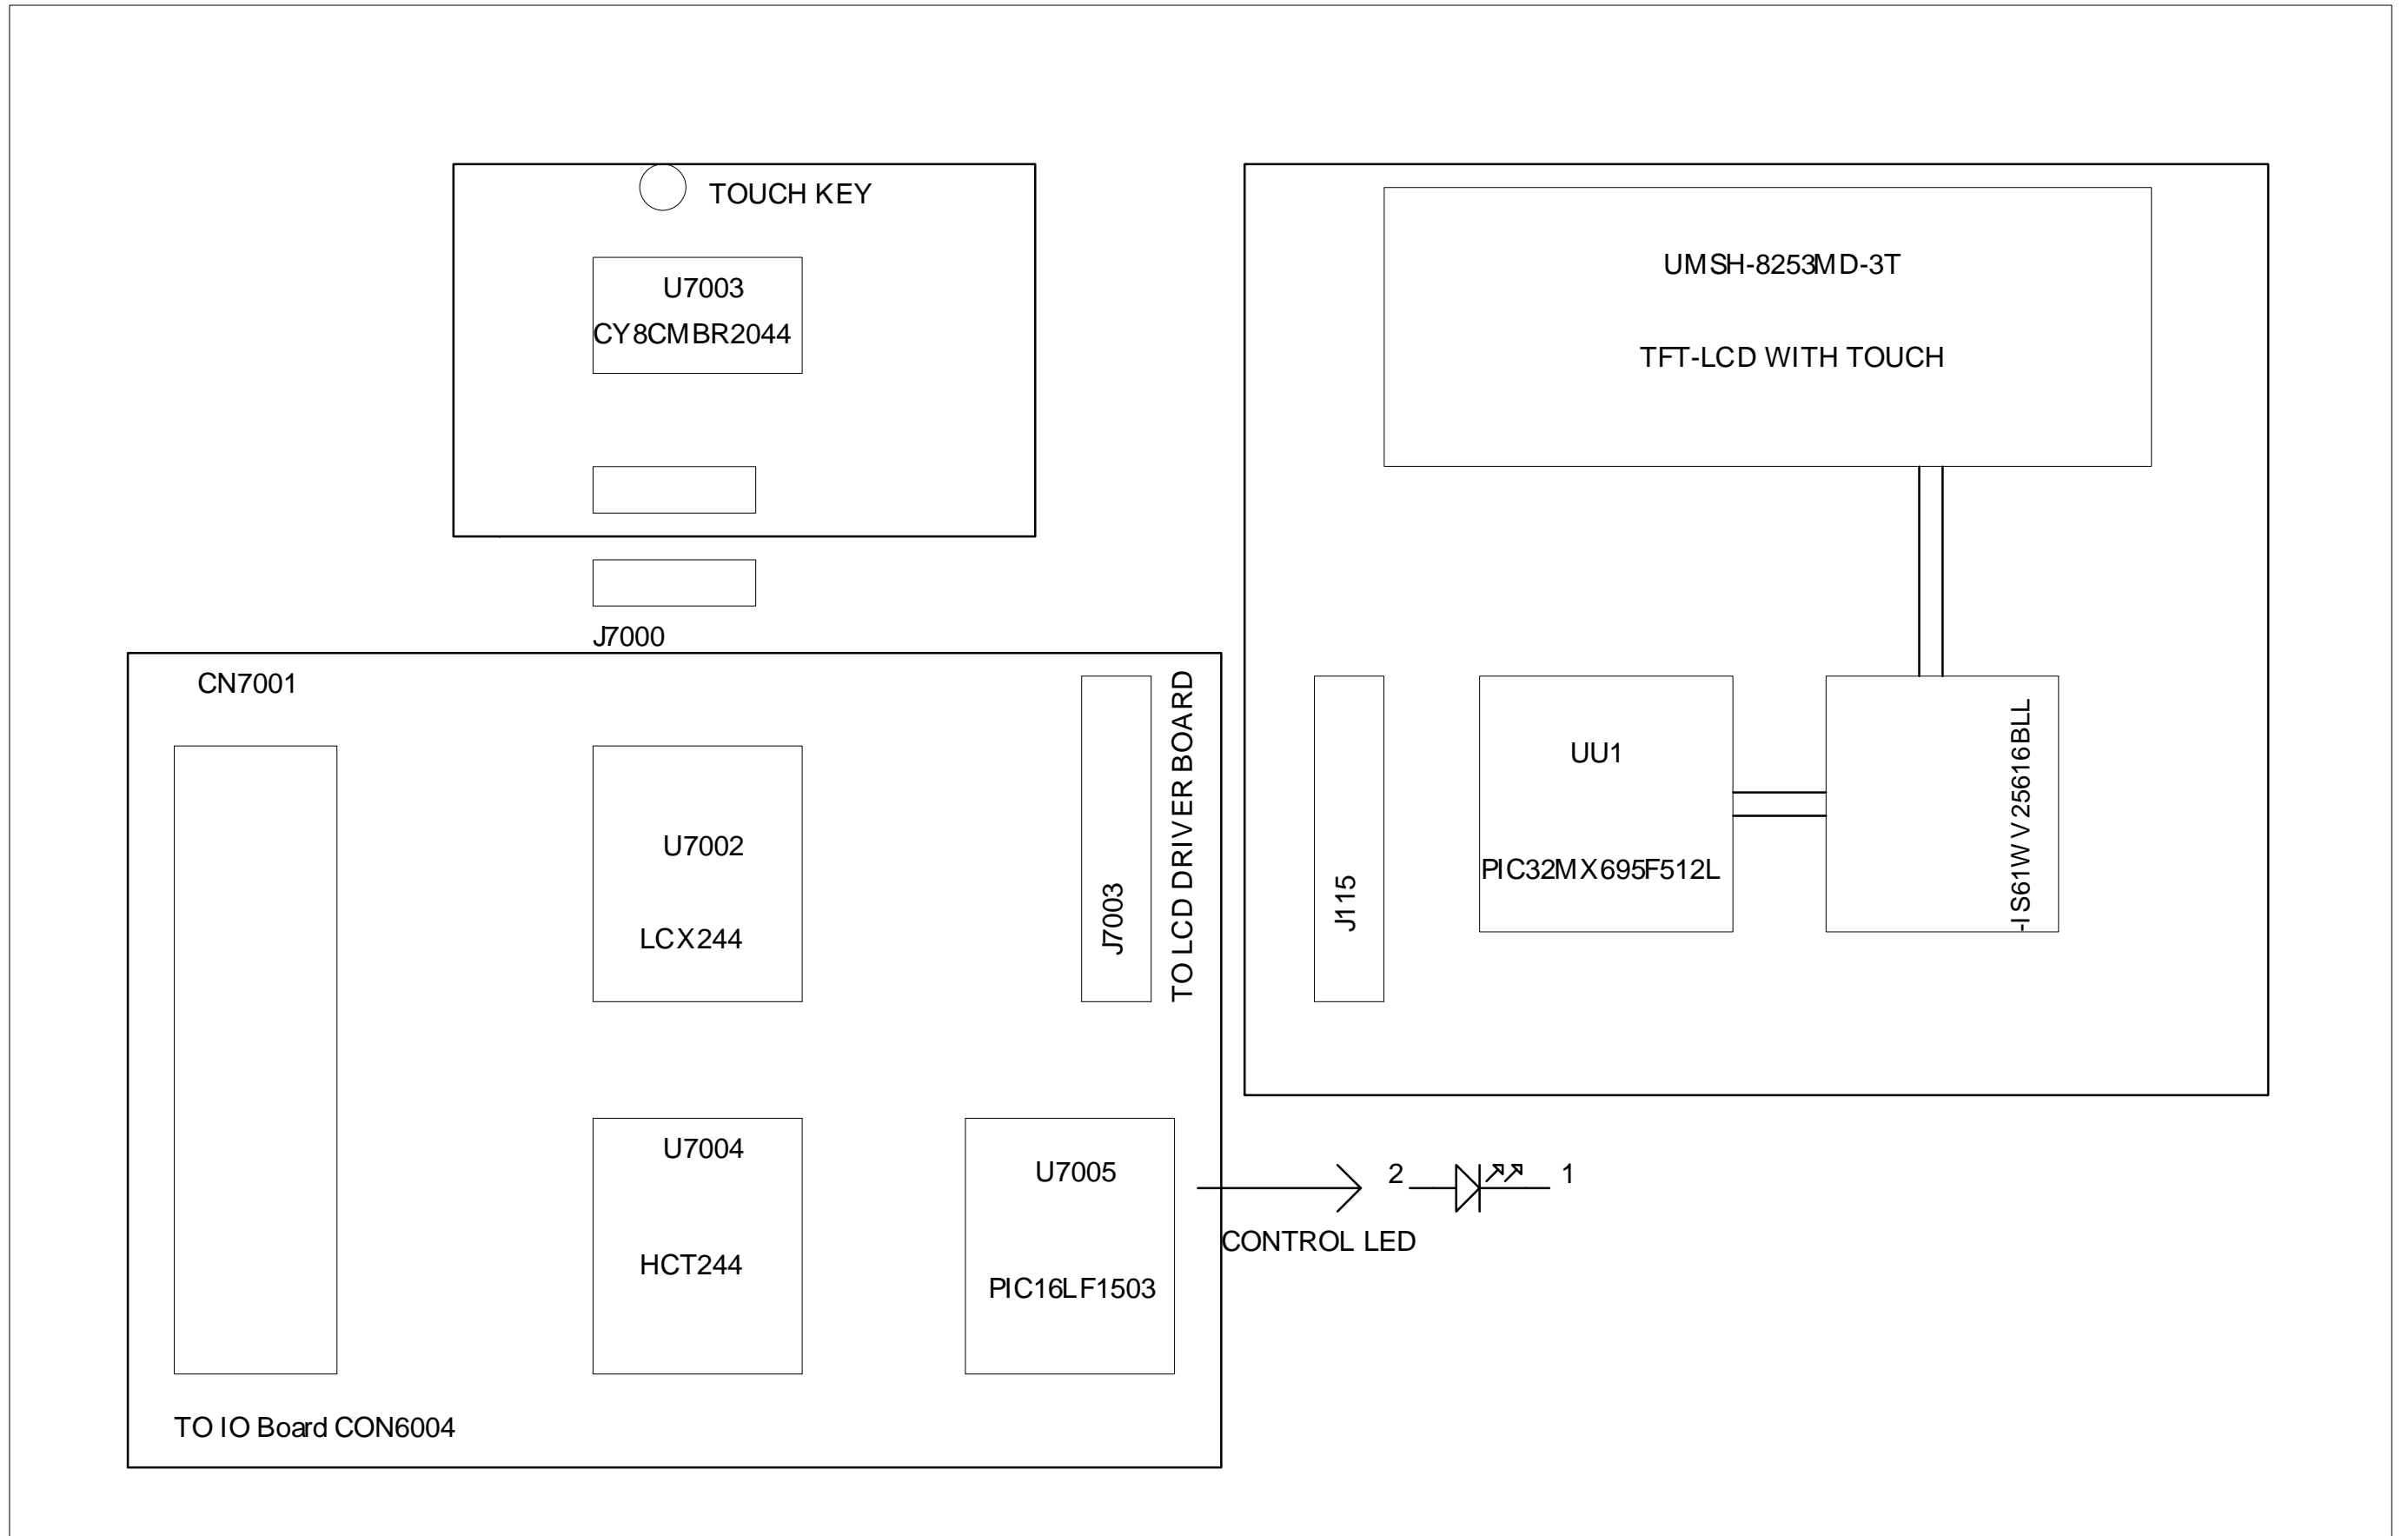 TOUCH KEY
U7003
CY8CMBR2044
J7000
UMSH-8253MD-3T
TFT-LCD WITH TOUCH
CN7001
U7002
LCX244
J7003
TO LCD DRIVER BOARD
U7004
HCT244
U7005
PIC16LF1503
TO IO Board CON6004
J115
UU1
PIC32MX695F512L
-IS61WV25616BLL
2
1
CONTROL LED